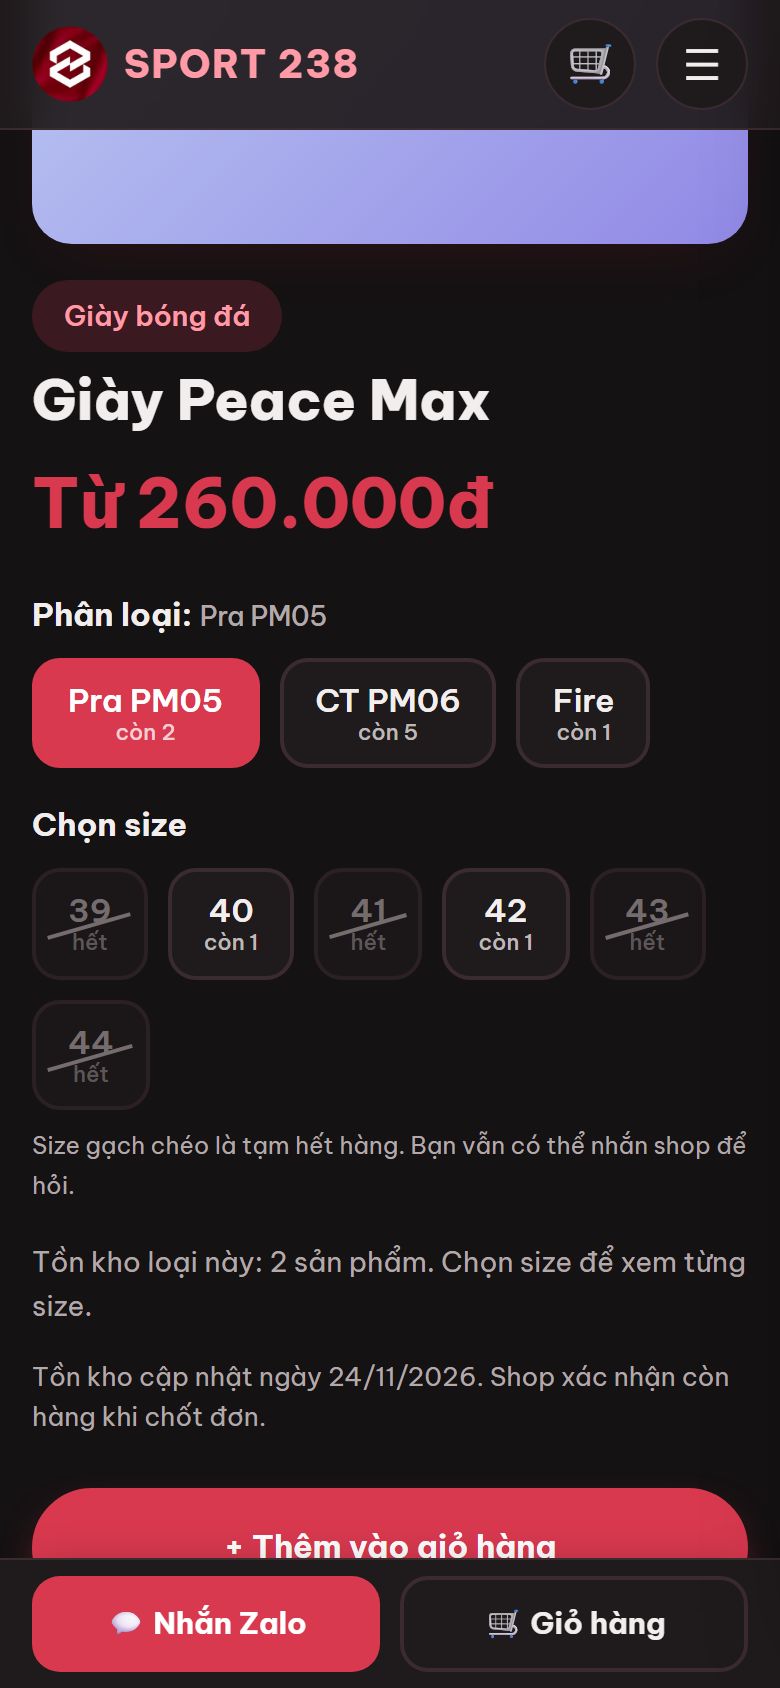 SPORT 238
Giày bóng đá
Giày Peace Max
Từ 260.000đ
Phân loại: Pra PM05
Pra PM05
còn 2
CT PM06
còn 5
Fire
còn 1
Chọn size
39
hết
40
còn 1
41
hết
42
còn 1
43
hết
44
hết
Size gạch chéo là tạm hết hàng. Bạn vẫn có thể nhắn shop để
hỏi.
Tồn kho loại này: 2 sản phẩm. Chọn size để xem từng
size.
Tồn kho cập nhật ngày 24/11/2026. Shop xác nhận còn
hàng khi chốt đơn.
+ Thêm vào giỏ hàng
Nhắn Zalo
Giỏ hàng